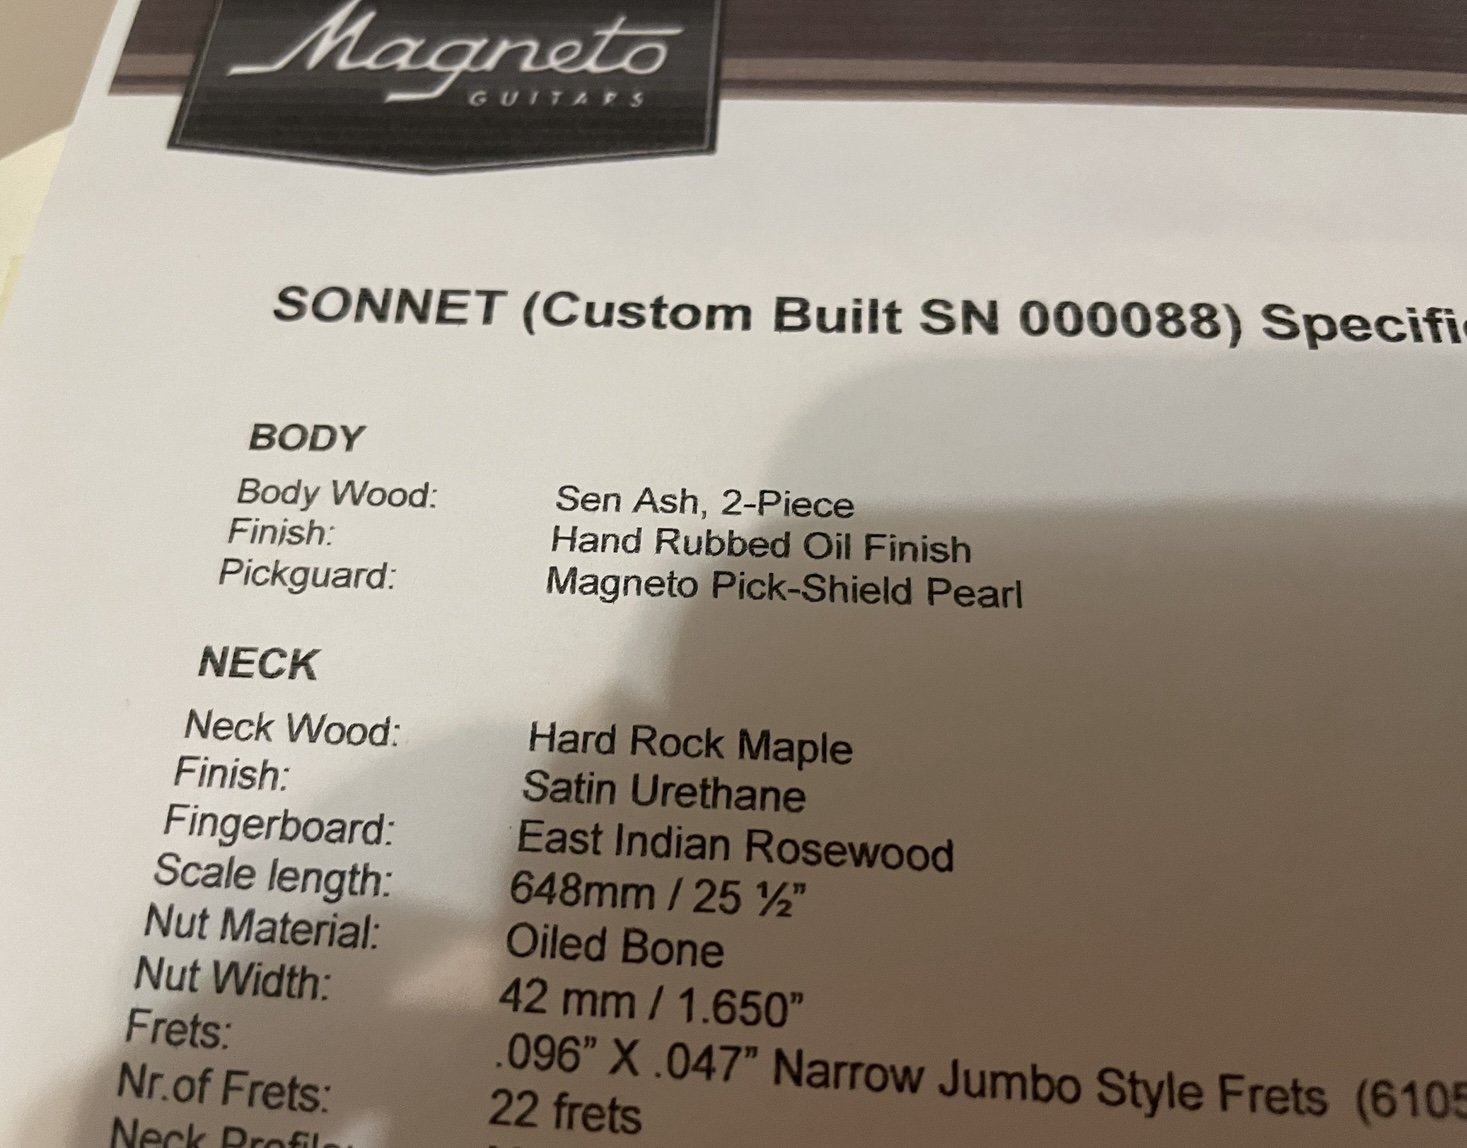 Magneto
GUITARS
SONNET (Custom Built SN 000088) Specifi
BODY
Body Wood: Sen Ash, 2-Piece
Finish: Hand Rubbed Oil Finish
Pickguard: Magneto Pick-Shield Pearl
NECK
Neck Wood: Hard Rock Maple
Finish: Satin Urethane
Fingerboard: East Indian Rosewood
Scale length: 648mm / 25 ½”
Nut Material: Oiled Bone
Nut Width: 42 mm / 1.650”
Frets: .096” X .047” Narrow Jumbo Style Frets (6105
Nr.of Frets: 22 frets
Neck Profile: